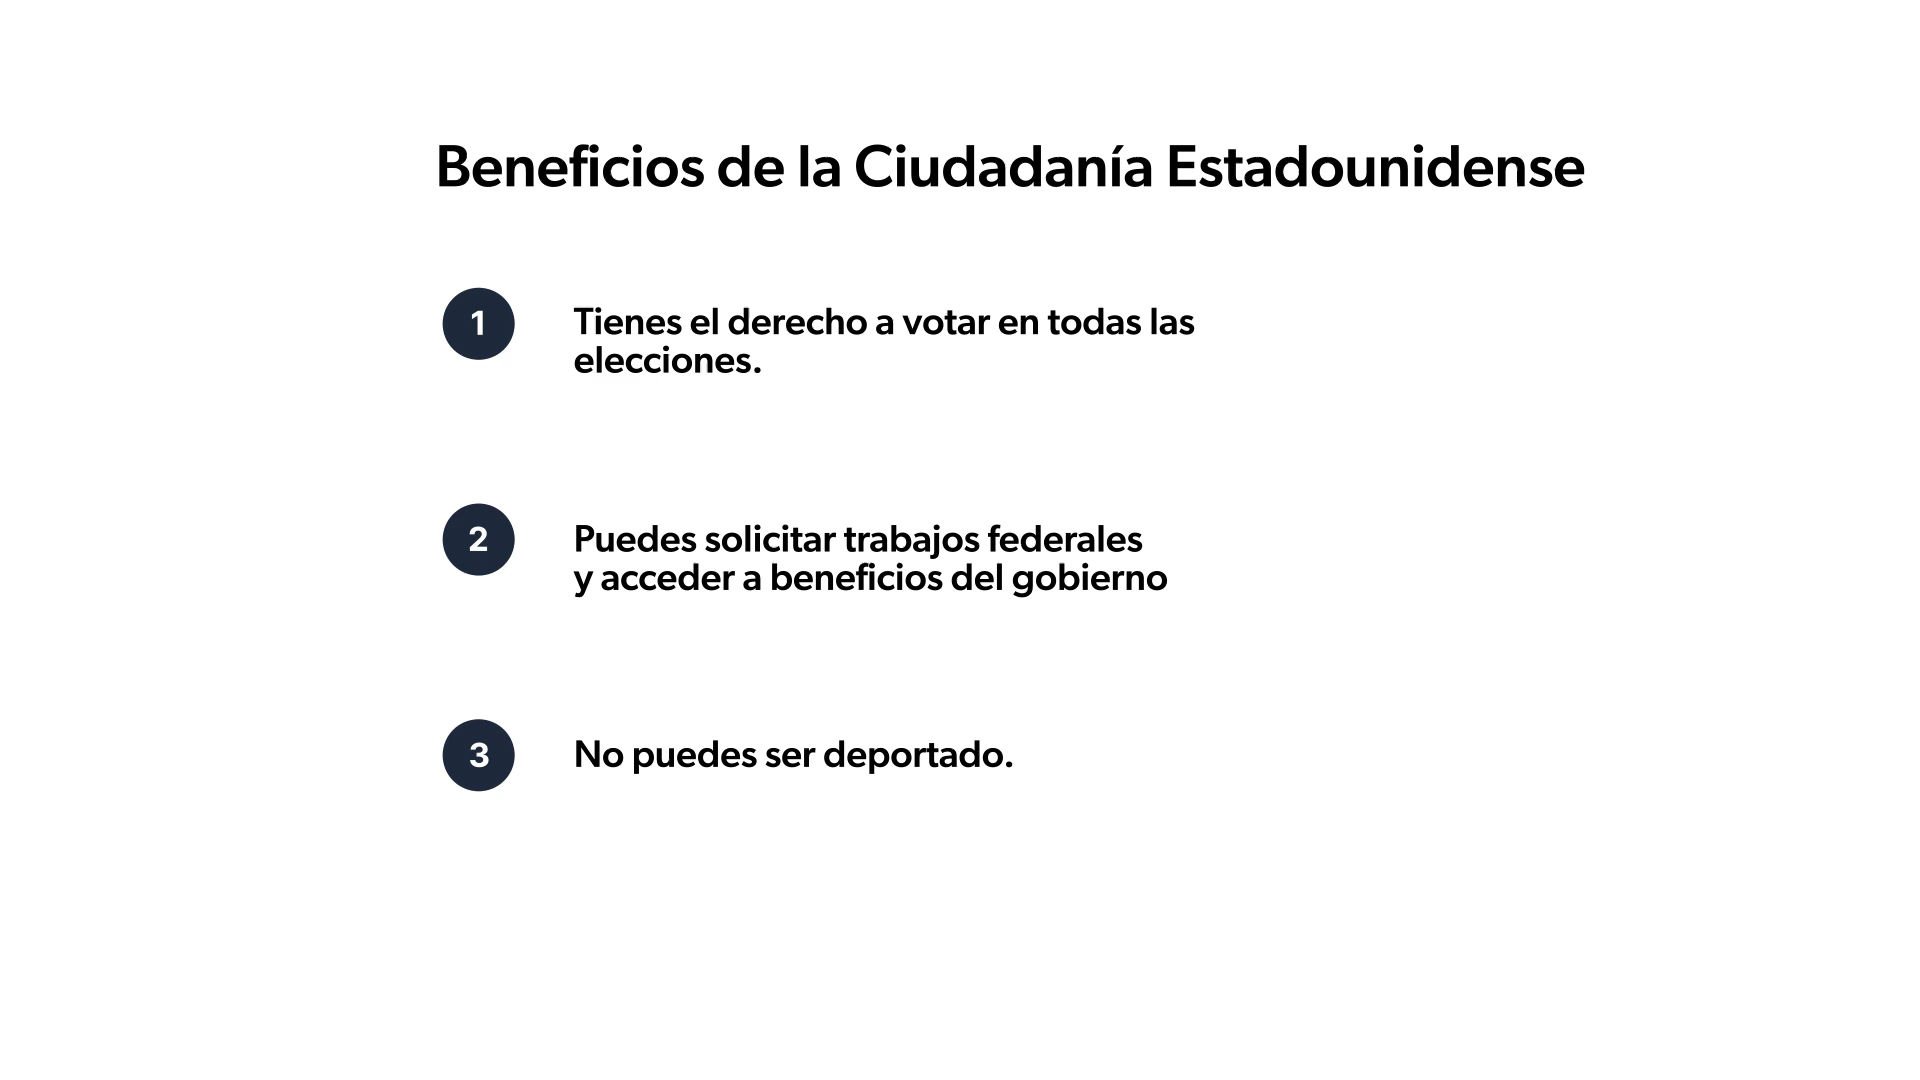 Beneficios de la Ciudadanía Estadounidense
1
Tienes el derecho a votar en todas las
elecciones.
2
Puedes solicitar trabajos federales
y acceder a beneficios del gobierno
3
No puedes ser deportado.